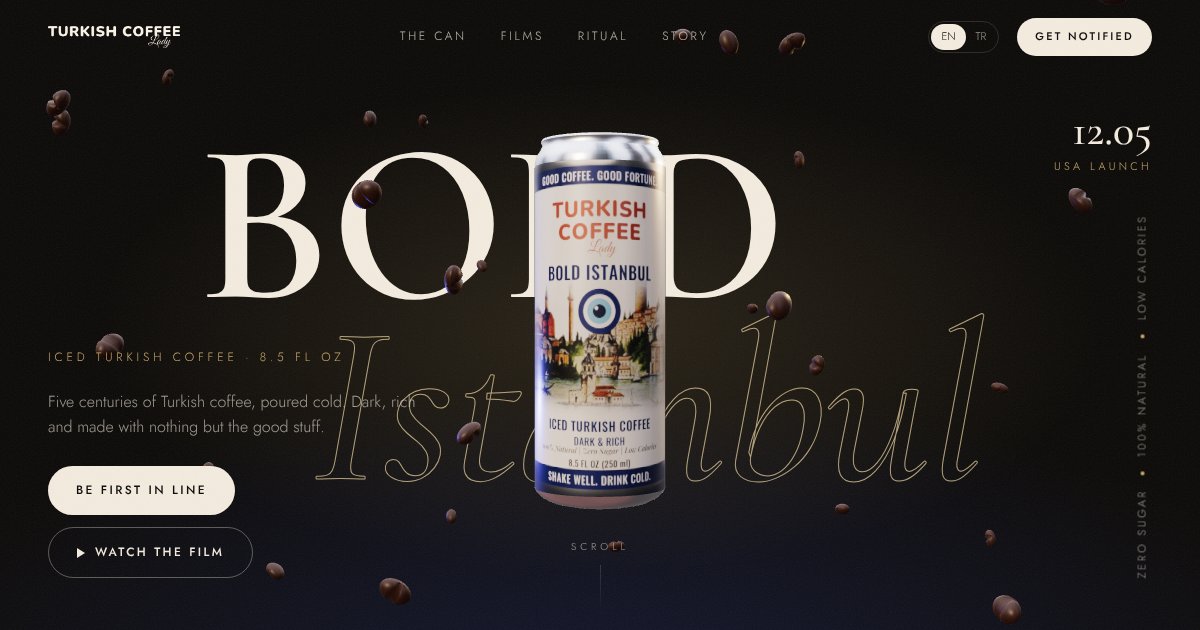 TURKISH COFFEE
Lady
THE CAN
FILMS
RITUAL
STORY
EN
TR
GET NOTIFIED
12.05
USA LAUNCH
BOLD
Istanbul
GOOD COFFEE. GOOD FORTUNE
TURKISH
COFFEE
Lady
BOLD ISTANBUL
ICED TURKISH COFFEE
DARK & RICH
Natural | Zero Sugar | Low Calories
8.5 FL OZ (250 ml)
SHAKE WELL. DRINK COLD.
ICED TURKISH COFFEE · 8.5 FL OZ
Five centuries of Turkish coffee, poured cold. Dark, rich
and made with nothing but the good stuff.
BE FIRST IN LINE
WATCH THE FILM
SCROLL
ZERO SUGAR • 100% NATURAL • LOW CALORIES